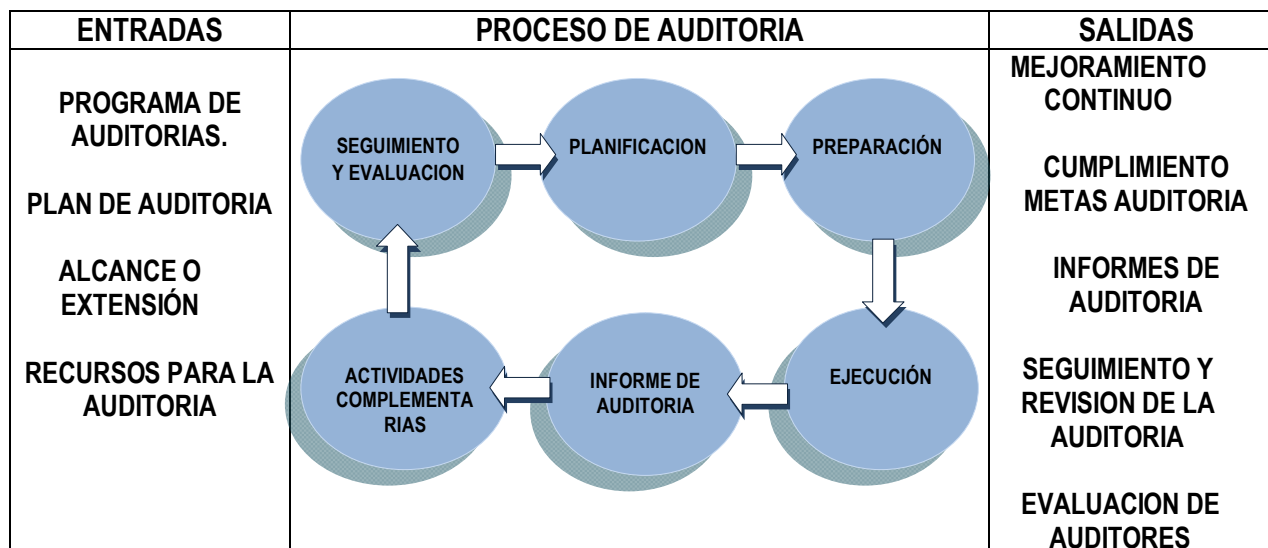 ENTRADAS
PROCESO DE AUDITORIA
SALIDAS
PROGRAMA DE
AUDITORIAS.
PLAN DE AUDITORIA
ALCANCE O
EXTENSIÓN
RECURSOS PARA LA
AUDITORIA
SEGUIMIENTO
Y EVALUACION
PLANIFICACION
PREPARACIÓN
EJECUCIÓN
INFORME DE
AUDITORIA
ACTIVIDADES
COMPLEMENTA
RIAS
MEJORAMIENTO
CONTINUO
CUMPLIMIENTO
METAS AUDITORIA
INFORMES DE
AUDITORIA
SEGUIMIENTO Y
REVISION DE LA
AUDITORIA
EVALUACION DE
AUDITORES